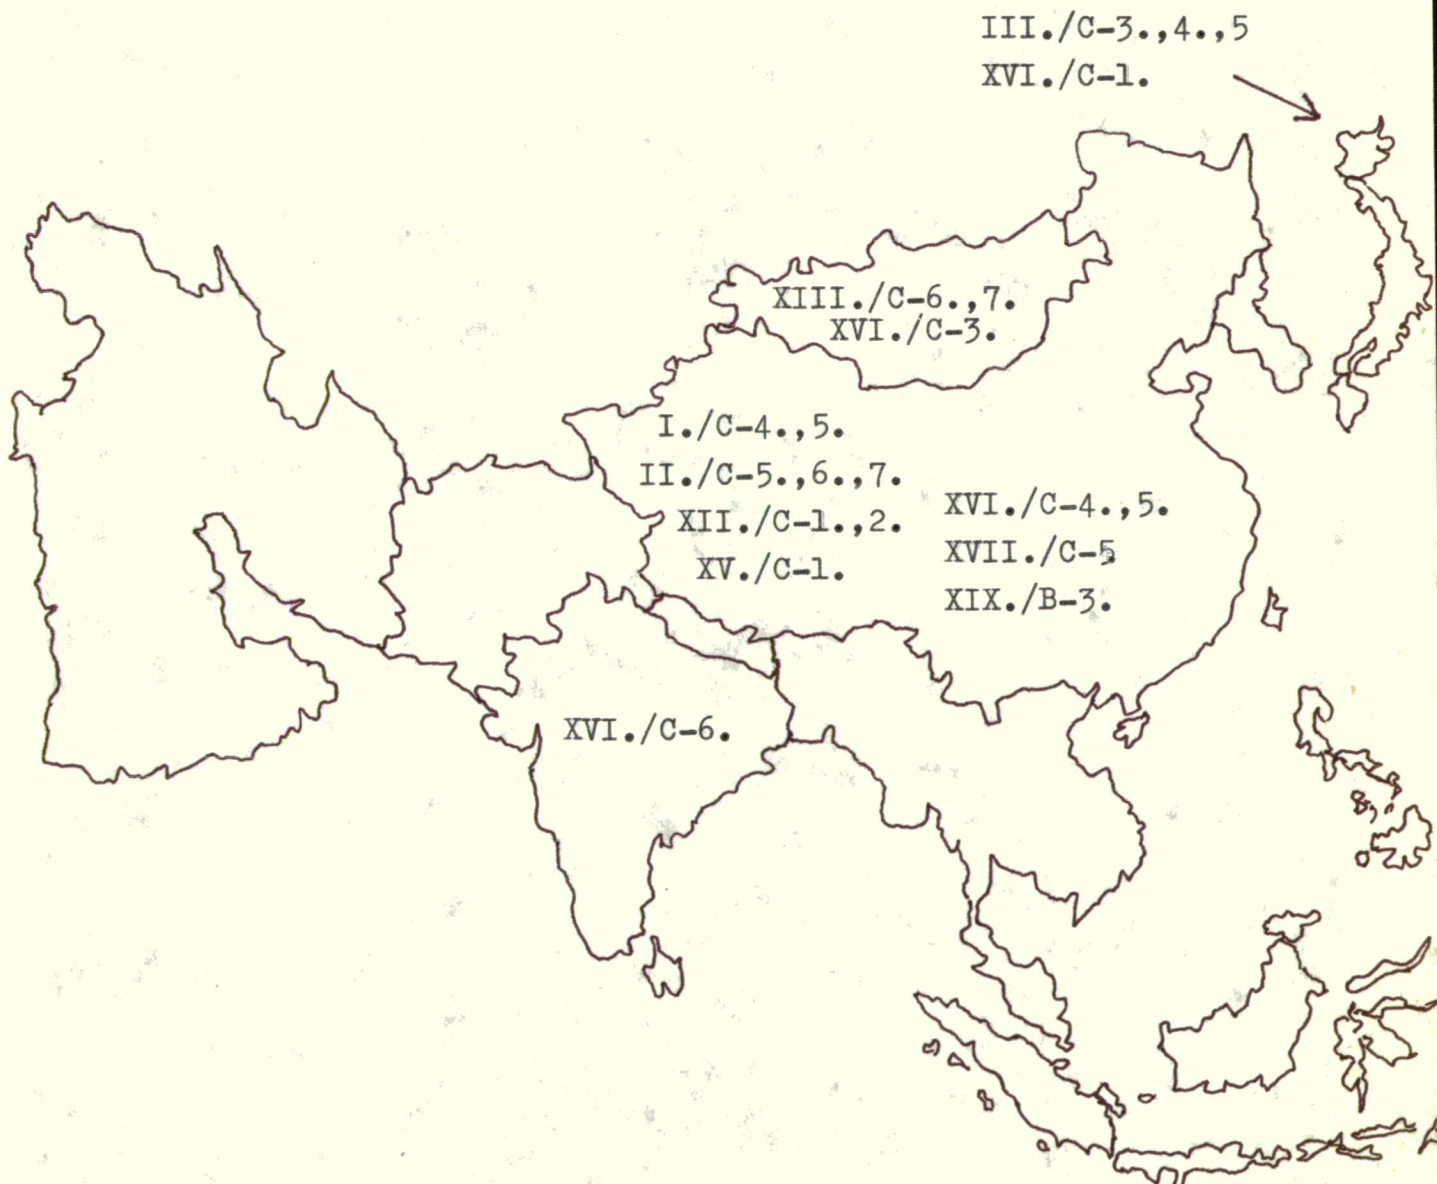 III./C-3.,4.,5
XVI./C-1.
XIII./C-6.,7.
XVI./C-3.
I./C-4.,5.
II./C-5.,6.,7.
XII./C-1.,2.
XV./C-1.
XVI./C-4.,5.
XVII./C-5
XIX./B-3.
XVI./C-6.